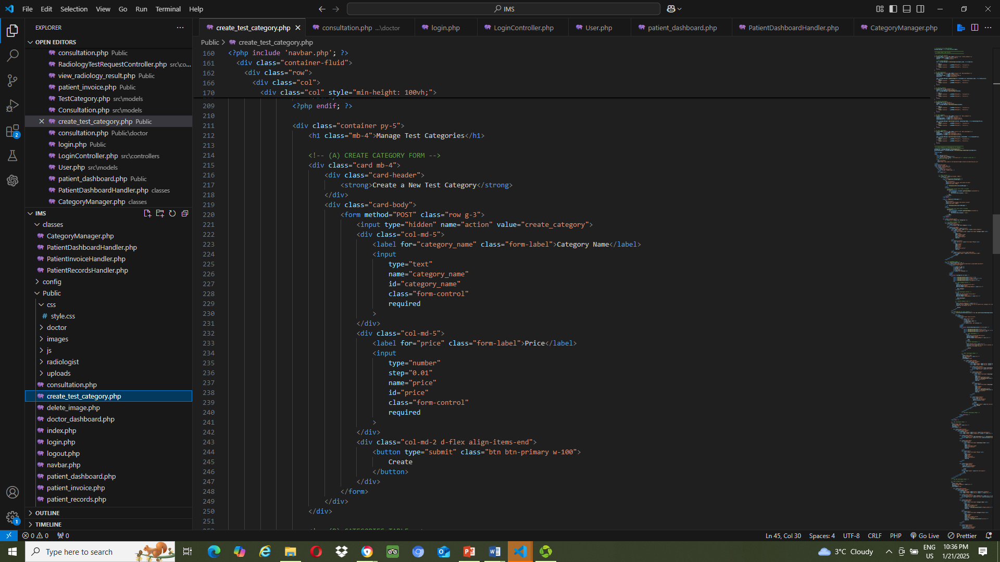 File Edit Selection View Go Run Terminal Help
IMS
EXPLORER
OPEN EDITORS
consultation.php Public
RadiologyTestRequestController.php src\co...
view_radiology_result.php Public
patient_invoice.php Public
TestCategory.php src\models
Consultation.php src\models
create_test_category.php Public
consultation.php Public\doctor
login.php Public
LoginController.php src\controllers
User.php src\models
patient_dashboard.php Public
PatientDashboardHandler.php classes
CategoryManager.php classes
IMS
classes
CategoryManager.php
PatientDashboardHandler.php
PatientInvoiceHandler.php
PatientRecordsHandler.php
config
Public
css
# style.css
doctor
images
js
radiologist
uploads
consultation.php
create_test_category.php
delete_image.php
doctor_dashboard.php
index.php
login.php
logout.php
navbar.php
patient_dashboard.php
patient_invoice.php
patient_records.php
OUTLINE
TIMELINE
2
1
create_test_category.php consultation.php ...\doctor login.php LoginController.php User.php patient_dashboard.php PatientDashboardHandler.php CategoryManager.php
Public > create_test_category.php
160 <?php include 'navbar.php'; ?>
161 <div class="container-fluid">
162 <div class="row">
166 <div class="col">
170 <div class="col" style="min-height: 100vh;">
209 <?php endif; ?>
210
211 <div class="container py-5">
212 <h1 class="mb-4">Manage Test Categories</h1>
213
214 <!-- (A) CREATE CATEGORY FORM -->
215 <div class="card mb-4">
216 <div class="card-header">
217 <strong>Create a New Test Category</strong>
218 </div>
219 <div class="card-body">
220 <form method="POST" class="row g-3">
221 <input type="hidden" name="action" value="create_category">
222 <div class="col-md-5">
223 <label for="category_name" class="form-label">Category Name</label>
224 <input
225 type="text"
226 name="category_name"
227 id="category_name"
228 class="form-control"
229 required
230 >
231 </div>
232 <div class="col-md-5">
233 <label for="price" class="form-label">Price</label>
234 <input
235 type="number"
236 step="0.01"
237 name="price"
238 id="price"
239 class="form-control"
240 required
241 >
242 </div>
243 <div class="col-md-2 d-flex align-items-end">
244 <button type="submit" class="btn btn-primary w-100">
245 Create
246 </button>
247 </div>
248 </form>
249 </div>
250 </div>
251
0 0 0
Ln 45, Col 30 Spaces: 4 UTF-8 CRLF PHP Go Live Prettier
Type here to search
3°C Cloudy
ENG
US
10:36 PM
1/21/2025